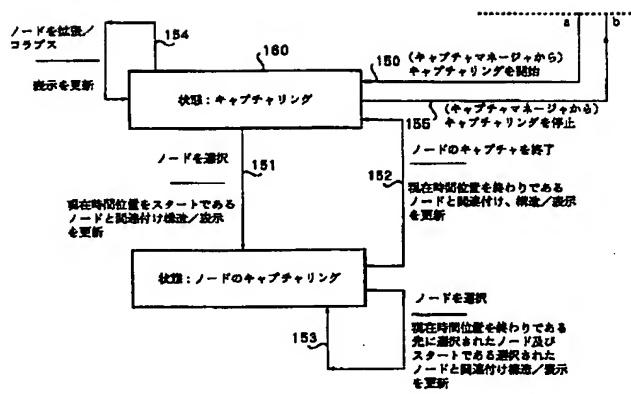 ノードを拡張/
コラプス
表示を更新
154
160
a
b
150
(キャプチャマネージャから)
キャプチャリングを開始
状態:キャプチャリング
155
(キャプチャマネージャから)
キャプチャリングを停止
ノードを選択
151
現在時間位置をスタートである
ノードと関連付け構造/表示
を更新
152
ノードのキャプチャを終了
現在時間位置を終わりである
ノードと関連付け、構造/表示
を更新
状態:ノードのキャプチャリング
153
ノードを選択
現在時間位置を終わりである
先に選択されたノード及び
スタートである選択された
ノードと関連付け構造/表示
を更新